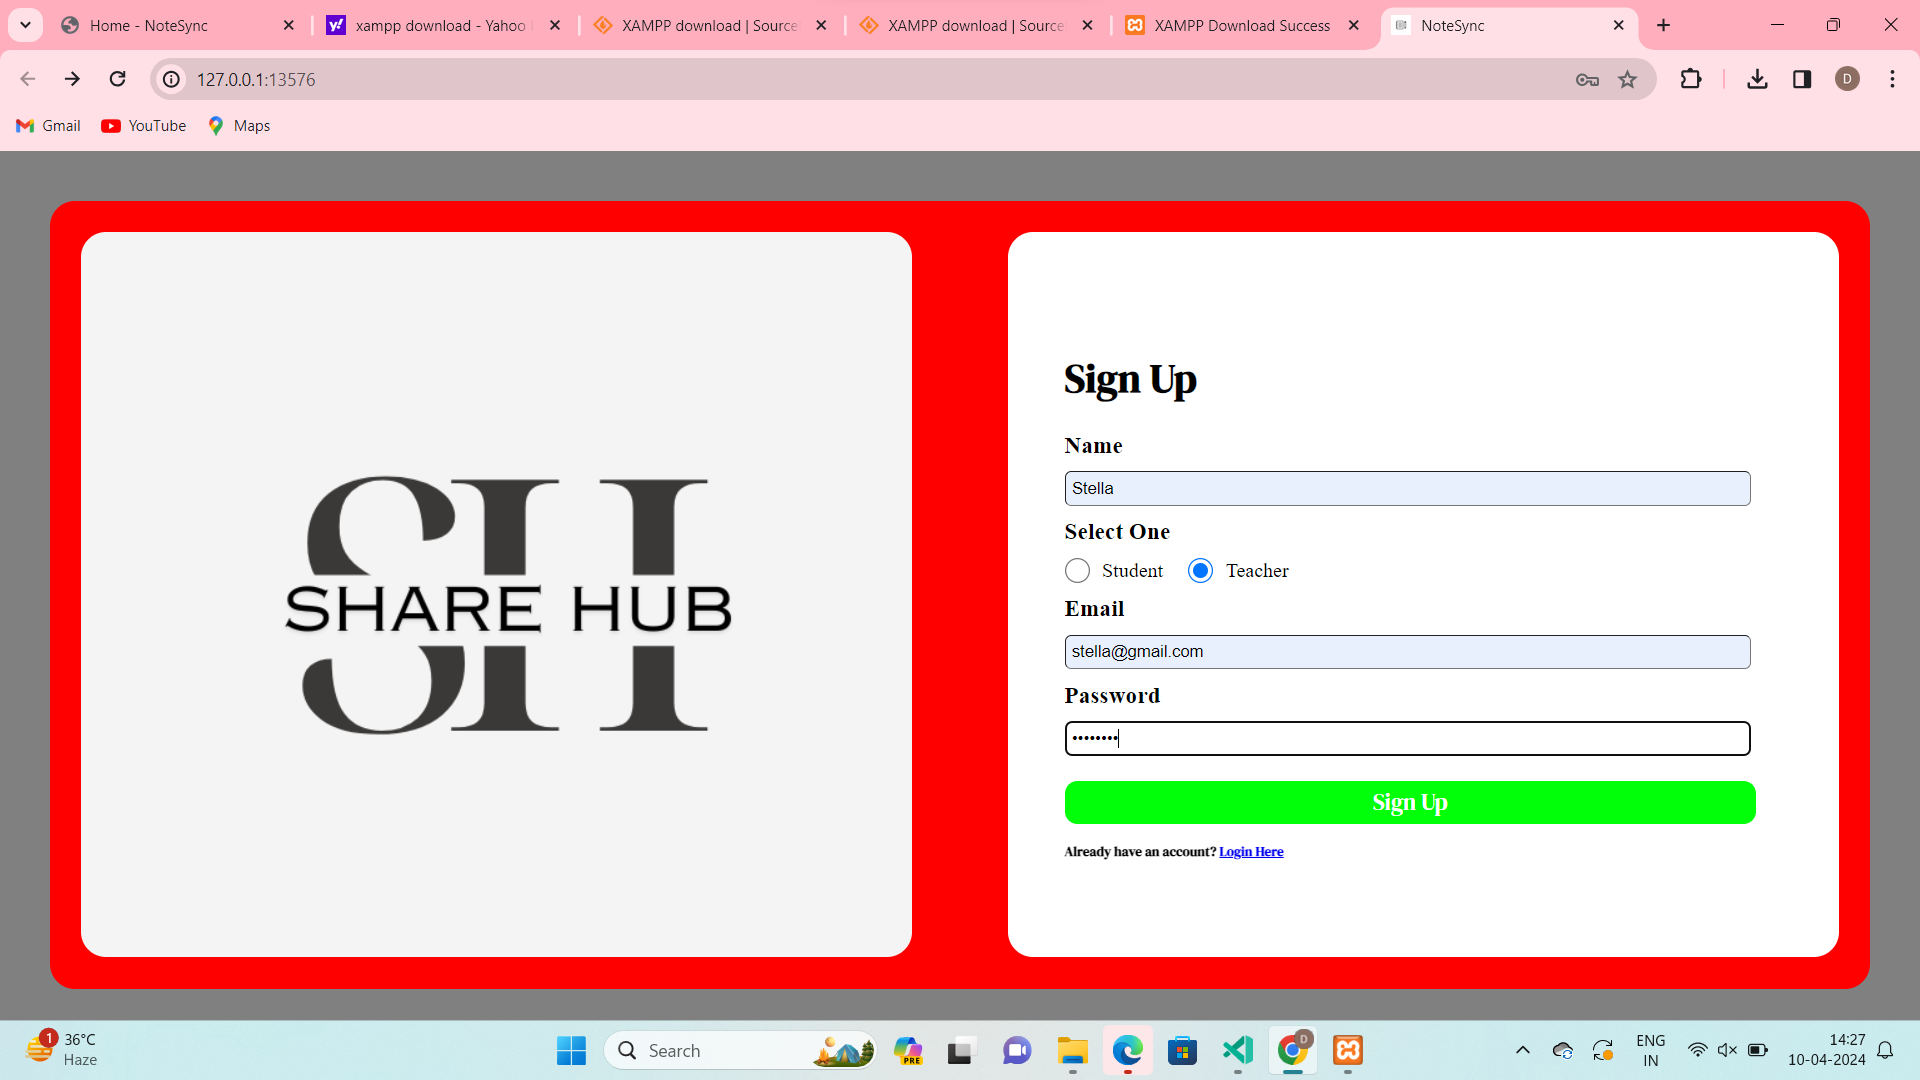 Home - NoteSync
xampp download - Yahoo
XAMPP download | Source
XAMPP download | Source
XAMPP Download Success
NoteSync
127.0.0.1:13576
D
Gmail
YouTube
Maps
SH
SHARE HUB
Sign Up
Name
Stella
Select One
Student
Teacher
Email
stella@gmail.com
Password
••••••••
Sign Up
Already have an account? Login Here
1
36°C
Haze
Search
PRE
D
ENG
IN
14:27
10-04-2024